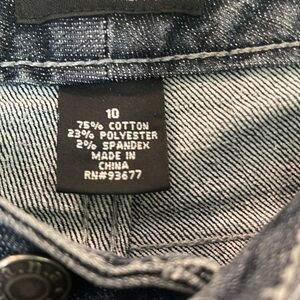 10
75% COTTON
23% POLYESTER
2% SPANDEX
MADE IN
CHINA
RN#93677